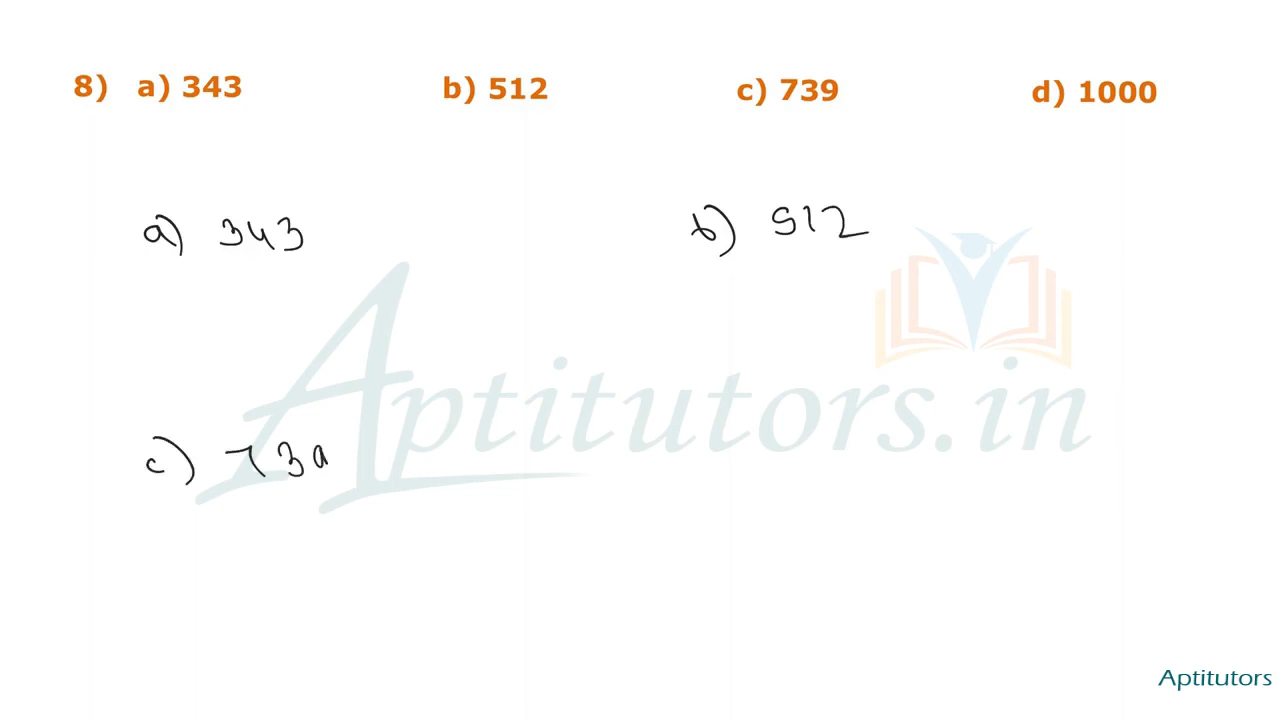 8) a) 343 b) 512 c) 739 d) 1000
a) 343 b) 512
c) 739
Aptitutors.in
Aptitutors